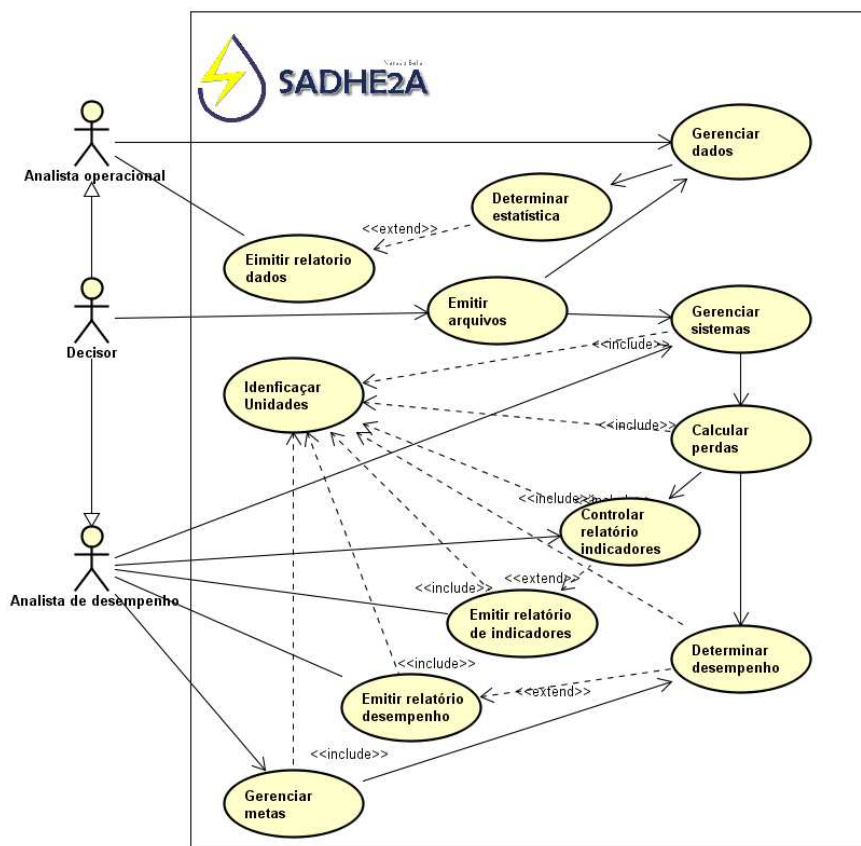 SADHE2A
Gerenciar
dados
Analista operacional
Determinar
estatística
<<extend>>
Eimitir relatorio
dados
Emitir
arquivos
Gerenciar
sistemas
Decisor
<<include>>
Idenficaçar
Unidades
<<include>>
Calcular
perdas
<<include>>
Controlar
relatório
indicadores
<<extend>>
<<include>>
Analista de desempenho
Emitir relatório
de indicadores
Determinar
desempenho
<<include>>
Emitir relatório
desempenho
<<extend>>
<<include>>
Gerenciar
metas